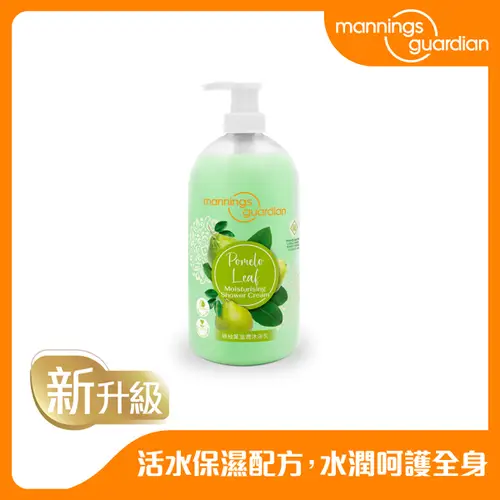 mannings
guardian
mannings
guardian
Pomelo
Leaf
Moisturising
Shower Cream
新升級
活水保濕配方，水潤呵護全身